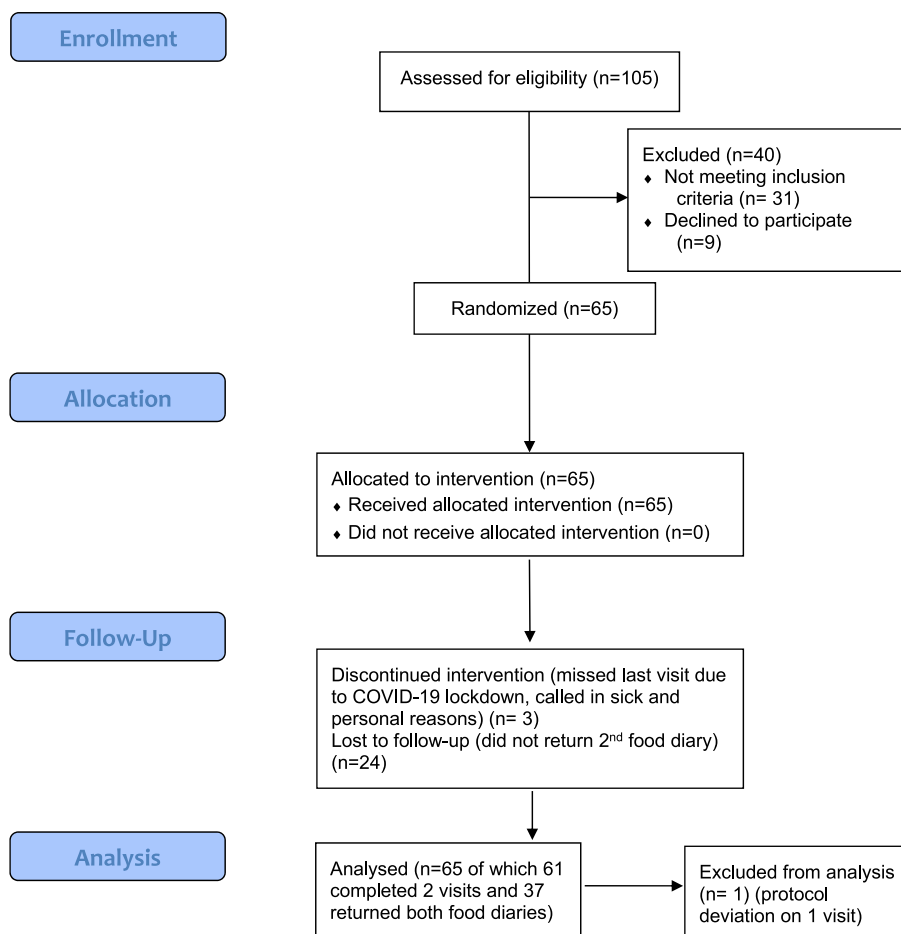 Enrollment
Assessed for eligibility (n=105)
Excluded (n=40)
♦ Not meeting inclusion
criteria (n= 31)
♦ Declined to participate
(n=9)
Randomized (n=65)
Allocation
Allocated to intervention (n=65)
♦ Received allocated intervention (n=65)
♦ Did not receive allocated intervention (n=0)
Follow-Up
Discontinued intervention (missed last visit due
to COVID-19 lockdown, called in sick and
personal reasons) (n= 3)
Lost to follow-up (did not return 2nd food diary)
(n=24)
Analysis
Analysed (n=65 of which 61
completed 2 visits and 37
returned both food diaries)
Excluded from analysis
(n= 1) (protocol
deviation on 1 visit)